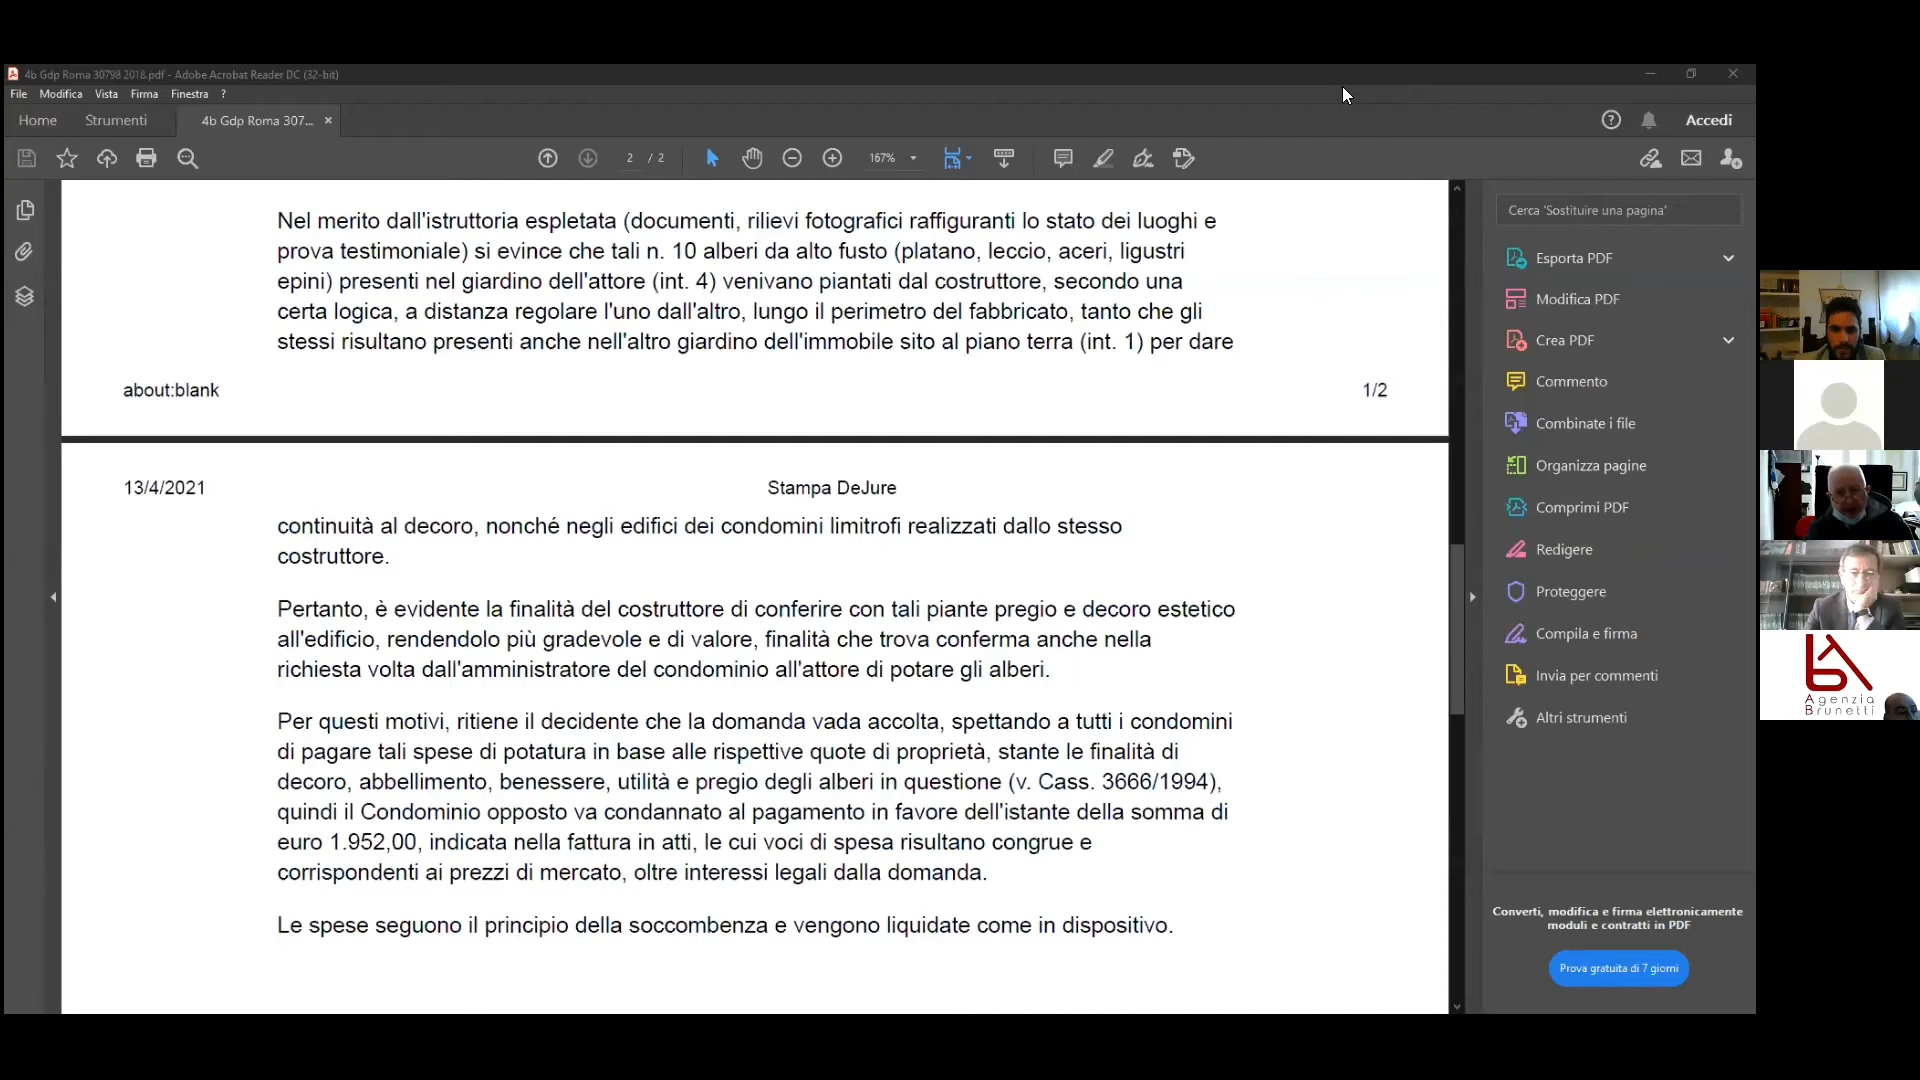 4b Gdp Roma 30798 2018.pdf - Adobe Acrobat Reader DC (32-bit)
File Modifica Vista Firma Finestra ?
Home Strumenti 4b Gdp Roma 307... × Accedi
2 / 2 167%
Nel merito dall'istruttoria espletata (documenti, rilievi fotografici raffiguranti lo stato dei luoghi e
prova testimoniale) si evince che tali n. 10 alberi da alto fusto (platano, leccio, aceri, ligustri
epini) presenti nel giardino dell'attore (int. 4) venivano piantati dal costruttore, secondo una
certa logica, a distanza regolare l'uno dall'altro, lungo il perimetro del fabbricato, tanto che gli
stessi risultano presenti anche nell'altro giardino dell'immobile sito al piano terra (int. 1) per dare
about:blank 1/2
13/4/2021 Stampa DeJure
continuità al decoro, nonché negli edifici dei condomini limitrofi realizzati dallo stesso
costruttore.
Pertanto, è evidente la finalità del costruttore di conferire con tali piante pregio e decoro estetico
all'edificio, rendendolo più gradevole e di valore, finalità che trova conferma anche nella
richiesta volta dall'amministratore del condominio all'attore di potare gli alberi.
Per questi motivi, ritiene il decidente che la domanda vada accolta, spettando a tutti i condomini
di pagare tali spese di potatura in base alle rispettive quote di proprietà, stante le finalità di
decoro, abbellimento, benessere, utilità e pregio degli alberi in questione (v. Cass. 3666/1994),
quindi il Condominio opposto va condannato al pagamento in favore dell'istante della somma di
euro 1.952,00, indicata nella fattura in atti, le cui voci di spesa risultano congrue e
corrispondenti ai prezzi di mercato, oltre interessi legali dalla domanda.
Le spese seguono il principio della soccombenza e vengono liquidate come in dispositivo.
Cerca 'Sostituire una pagina'
Esporta PDF
Modifica PDF
Crea PDF
Commento
Combinate i file
Organizza pagine
Comprimi PDF
Redigere
Proteggere
Compila e firma
Invia per commenti
Altri strumenti
Converti, modifica e firma elettronicamente
moduli e contratti in PDF
Prova gratuita di 7 giorni
Agenzia
Brunetti